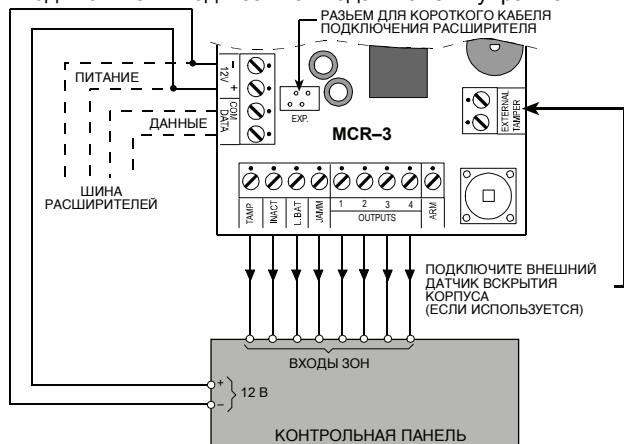 РАЗЬЕМ ДЛЯ КОРОТКОГО КАБЕЛЯ
ПОДКЛЮЧЕНИЯ РАСШИРИТЕЛЯ
ПИТАНИЕ
12V
–
+
COM
DATA
EXP.
EXTERNAL
TAMPER
ДАННЫЕ
MCR–3
ШИНА
РАСШИРИТЕЛЕЙ
TAMP
INACT
L.BAT
JAMM
1 2 3 4
OUTPUTS
ARM
ПОДКЛЮЧИТЕ ВНЕШНИЙ
ДАТЧИК ВСКРЫТИЯ
КОРПУСА
(ЕСЛИ ИСПОЛЬЗУЕТСЯ)
ВХОДЫ ЗОН
+
–
12 В
КОНТРОЛЬНАЯ ПАНЕЛЬ